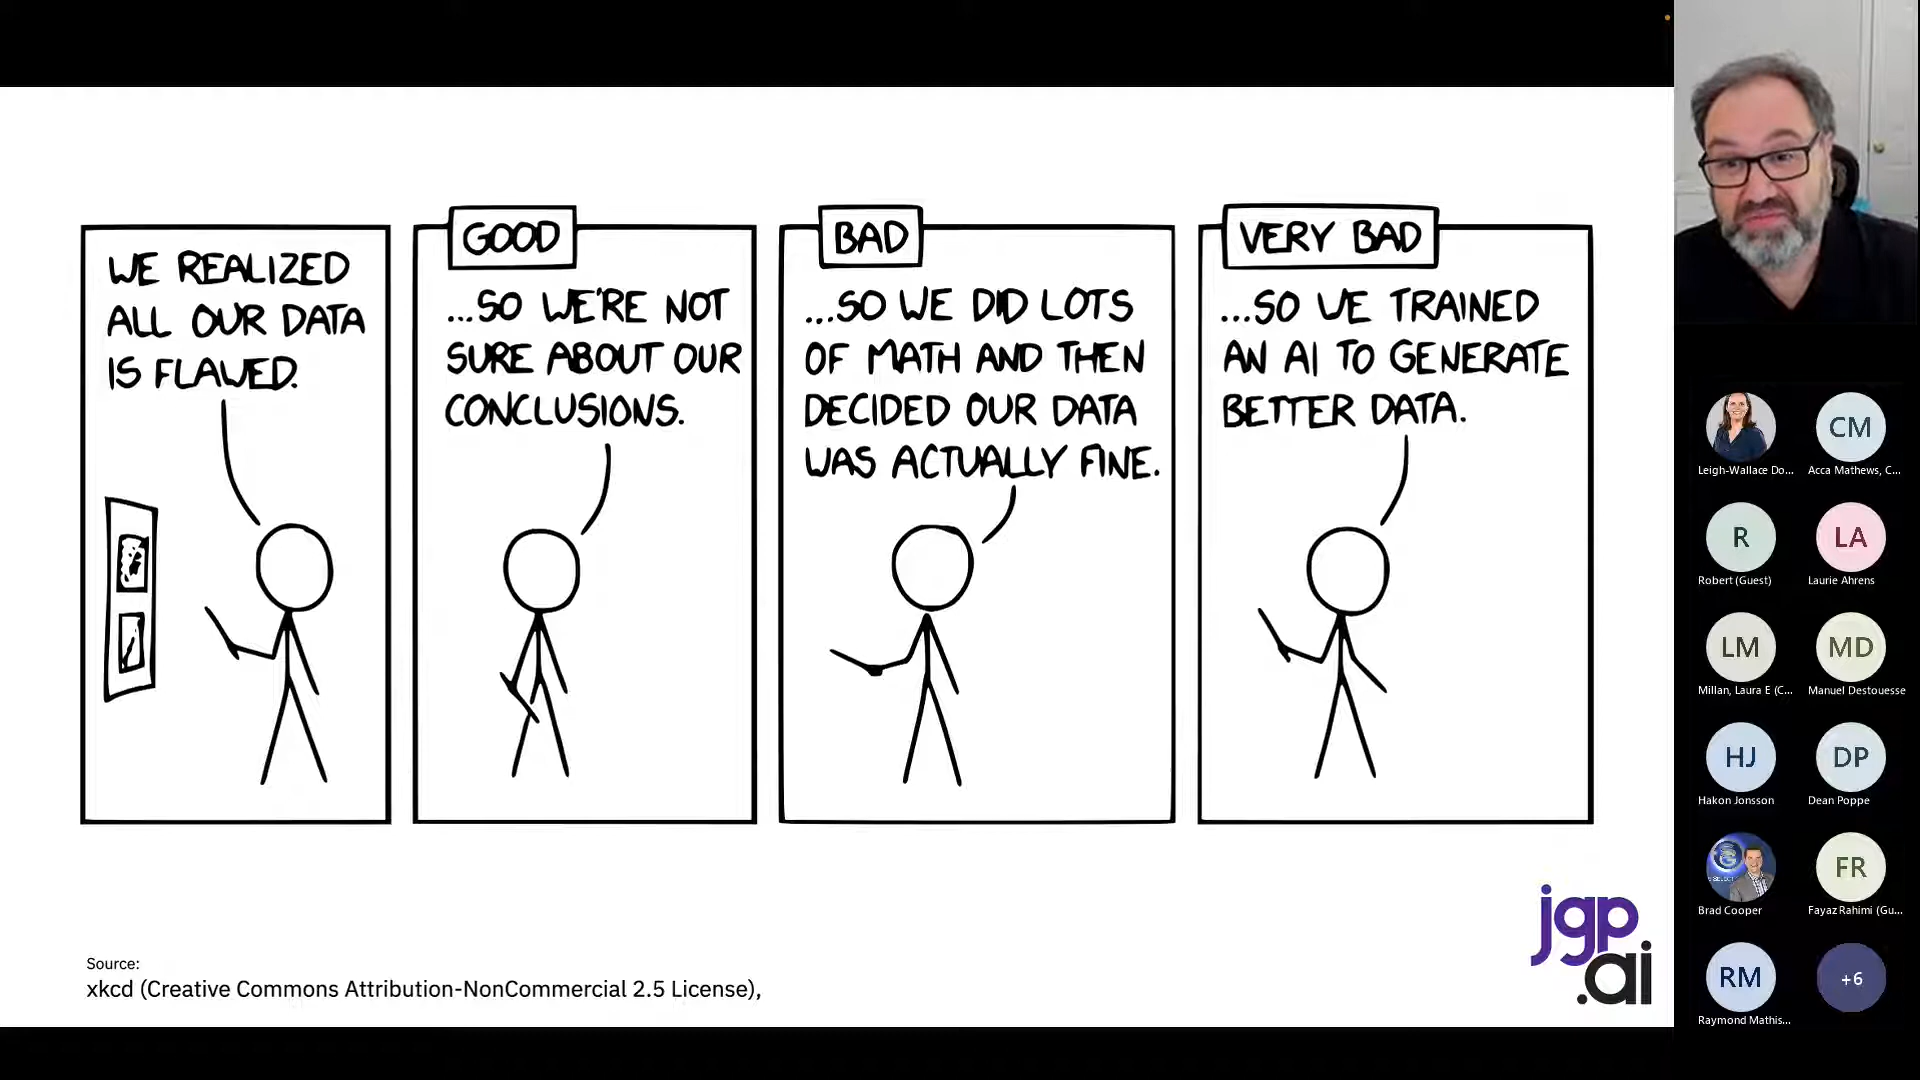 WE REALIZED
ALL OUR DATA
IS FLAWED.
GOOD
...SO WE'RE NOT
SURE ABOUT OUR
CONCLUSIONS.
BAD
...SO WE DID LOTS
OF MATH AND THEN
DECIDED OUR DATA
WAS ACTUALLY FINE.
VERY BAD
...SO WE TRAINED
AN AI TO GENERATE
BETTER DATA.
Source:
xkcd (Creative Commons Attribution-NonCommercial 2.5 License),
jgp
.ai
Leigh-Wallace Do...
CM
Acca Mathews, C...
R
Robert (Guest)
LA
Laurie Ahrens
LM
Millan, Laura E (C...
MD
Manuel Destouesse
HJ
Hakon Jonsson
DP
Dean Poppe
Brad Cooper
FR
Fayaz Rahimi (Gu...
RM
Raymond Mathis...
+6